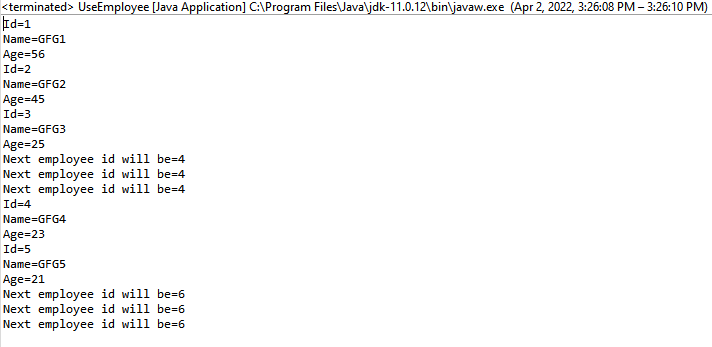 <terminated> UseEmployee [Java Application] C:\Program Files\Java\jdk-11.0.12\bin\javaw.exe (Apr 2, 2022, 3:26:08 PM – 3:26:10 PM)
Id=1
Name=GFG1
Age=56
Id=2
Name=GFG2
Age=45
Id=3
Name=GFG3
Age=25
Next employee id will be=4
Next employee id will be=4
Next employee id will be=4
Id=4
Name=GFG4
Age=23
Id=5
Name=GFG5
Age=21
Next employee id will be=6
Next employee id will be=6
Next employee id will be=6